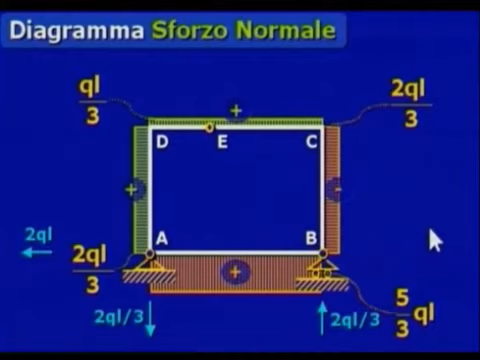 Diagramma Sforzo Normale
ql/3
2ql/3
+
D E C
+ -
2ql
A B
2ql/3
+
5/3 ql
2ql/3
2ql/3